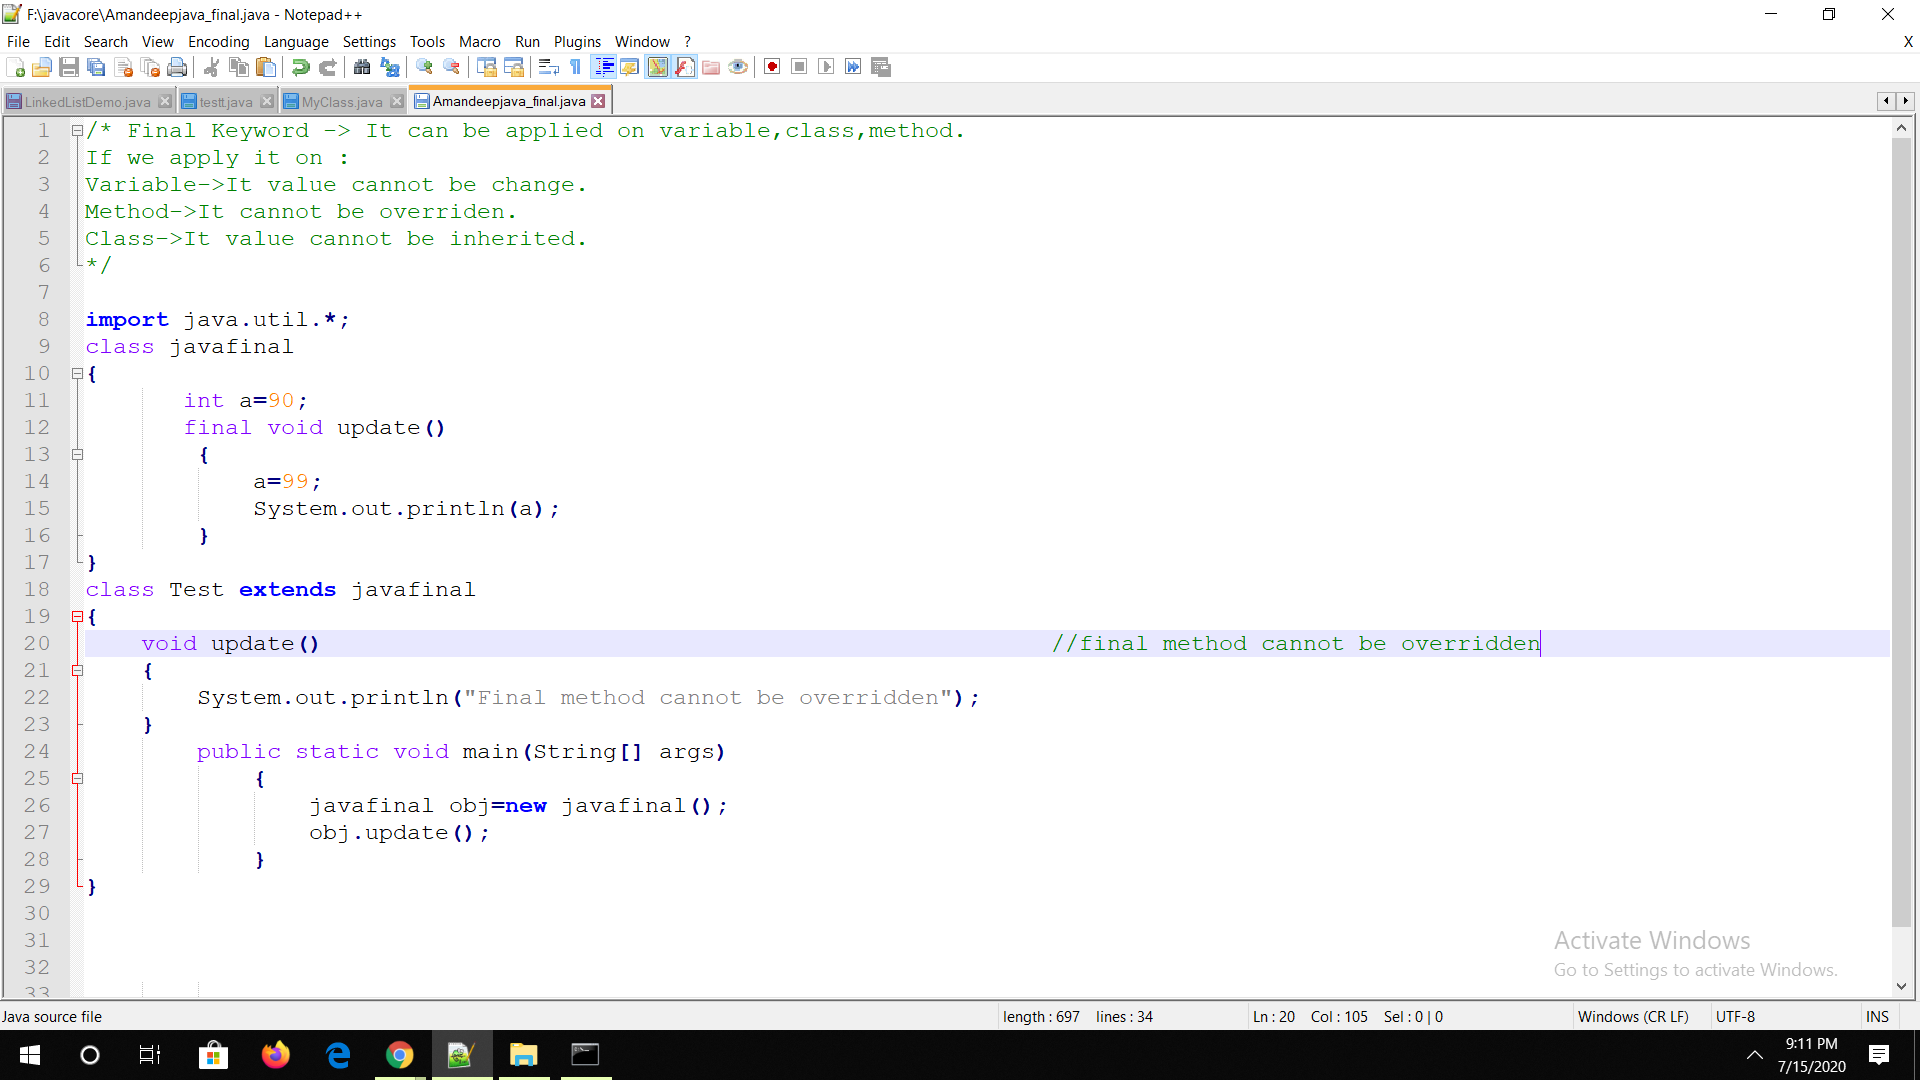 F:\javacore\Amandeepjava_final.java - Notepad++
File Edit Search View Encoding Language Settings Tools Macro Run Plugins Window ? X
LinkedListDemo.java testt.java MyClass.java Amandeepjava_final.java
1 /* Final Keyword -> It can be applied on variable,class,method.
2 If we apply it on :
3 Variable->It value cannot be change.
4 Method->It cannot be overriden.
5 Class->It value cannot be inherited.
6 */
7
8 import java.util.*;
9 class javafinal
10 {
11 int a=90;
12 final void update()
13 {
14 a=99;
15 System.out.println(a);
16 }
17 }
18 class Test extends javafinal
19 {
20 void update() //final method cannot be overridden
21 {
22 System.out.println("Final method cannot be overridden");
23 }
24 public static void main(String[] args)
25 {
26 javafinal obj=new javafinal();
27 obj.update();
28 }
29 }
30
31
32
33
Activate Windows
Go to Settings to activate Windows.
Java source file length : 697 lines : 34 Ln : 20 Col : 105 Sel : 0 | 0 Windows (CR LF) UTF-8 INS
9:11 PM
7/15/2020